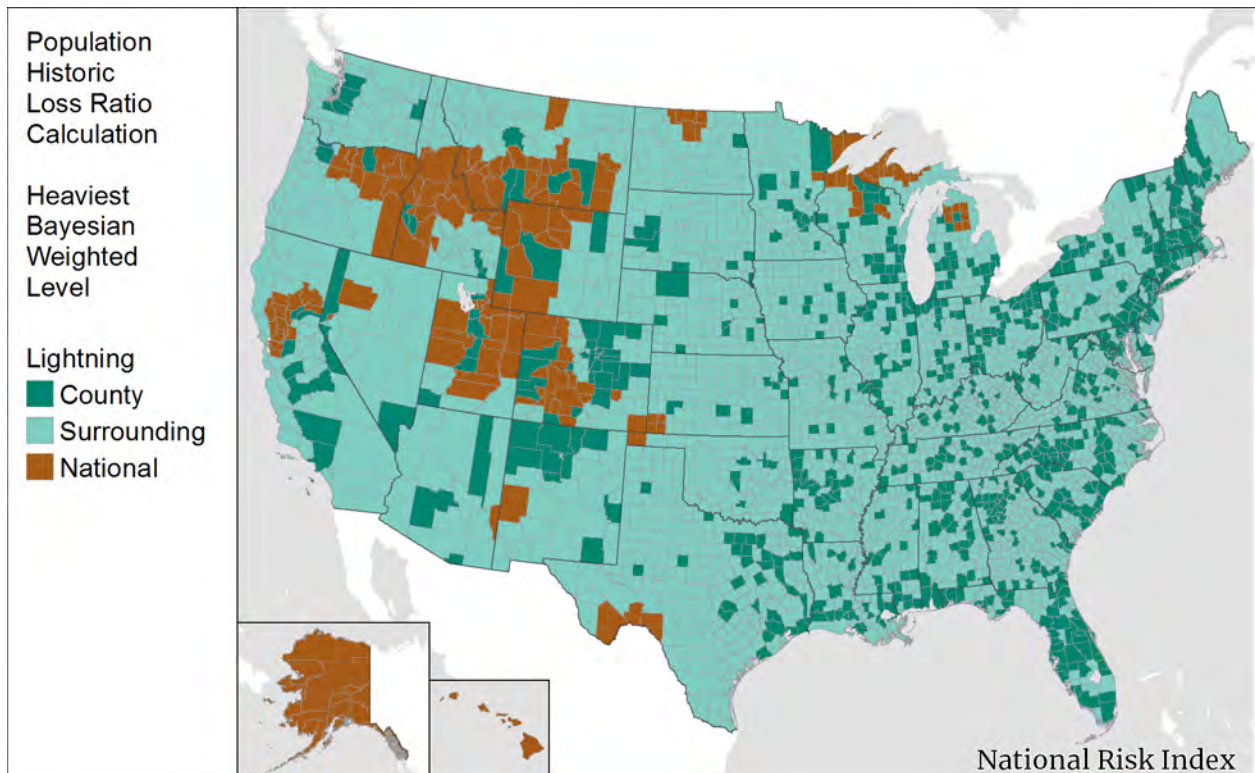 Population
Historic
Loss Ratio
Calculation
Heaviest
Bayesian
Weighted
Level
Lightning
County
Surrounding
National
National Risk Index